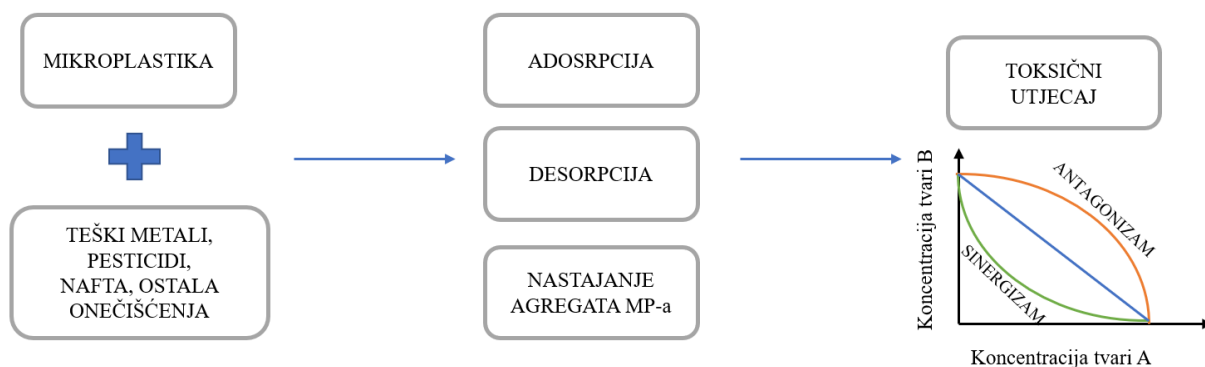 MIKROPLASTIKA
TEŠKI METALI,
PESTICIDI,
NAFTA, OSTALA
ONEČIŠĆENJA
ADOSRPCIJA
DESORPCIJA
NASTAJANJE
AGREGATA MP-a
TOKSIČNI
UTJECAJ
Koncentracija tvari B
ANTAGONIZAM
SINERGIZAM
Koncentracija tvari A